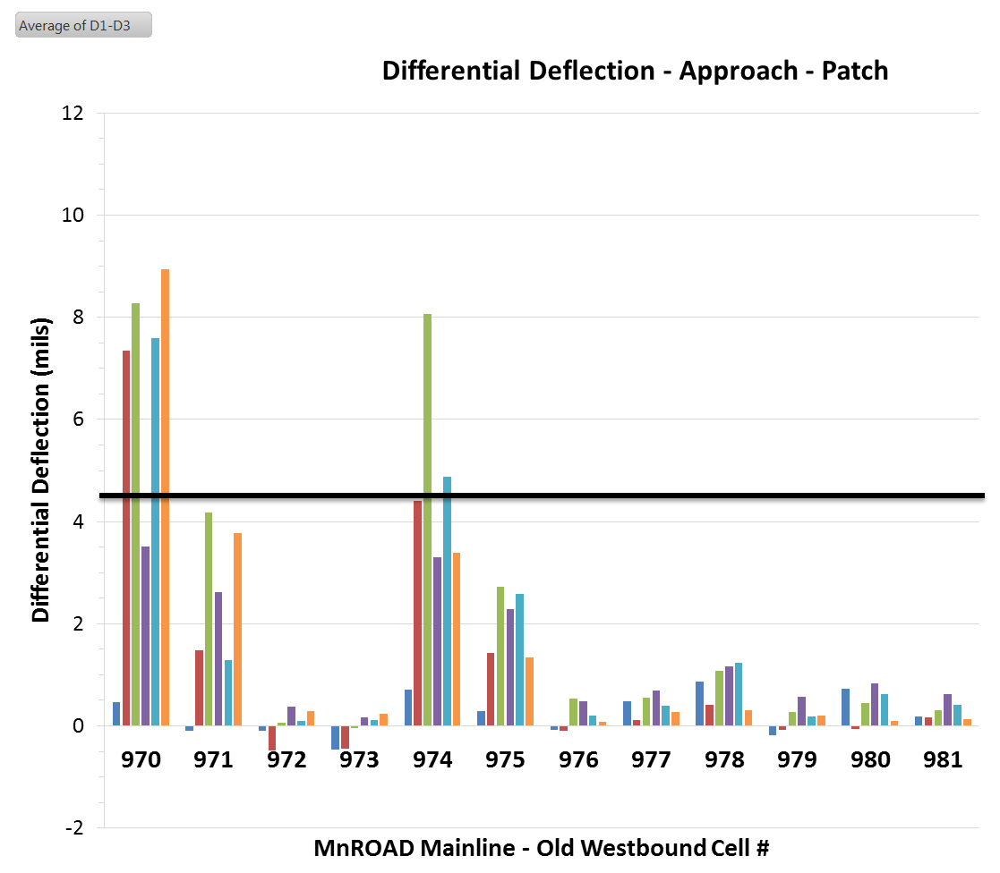 Average of D1-D3
Differential Deflection - Approach - Patch
12
10
8
6
4
2
0
-2
Differential Deflection (mils)
970 971 972 973 974 975 976 977 978 979 980 981
MnROAD Mainline - Old Westbound Cell #